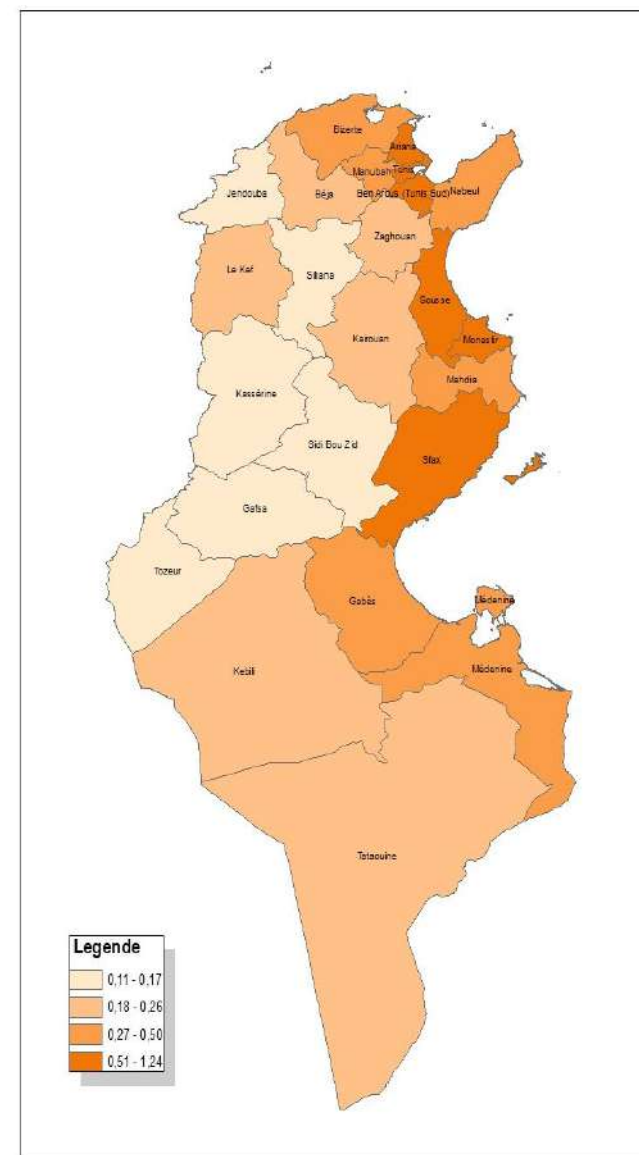 Bizerte
Ariana
Manubah
Tunis
Jendouba
Béja
Ben Arous (Tunis Sud)
Nabeul
Zaghouan
Le Kef
Siliana
Sousse
Kairouan
Monastir
Mahdia
Kassérine
Sidi Bou Zid
Sfax
Gafsa
Tozeur
Gabès
Médenine
Kebili
Médenine
Tataouine
Legende
0,11 - 0,17
0,18 - 0,26
0,27 - 0,50
0,51 - 1,24